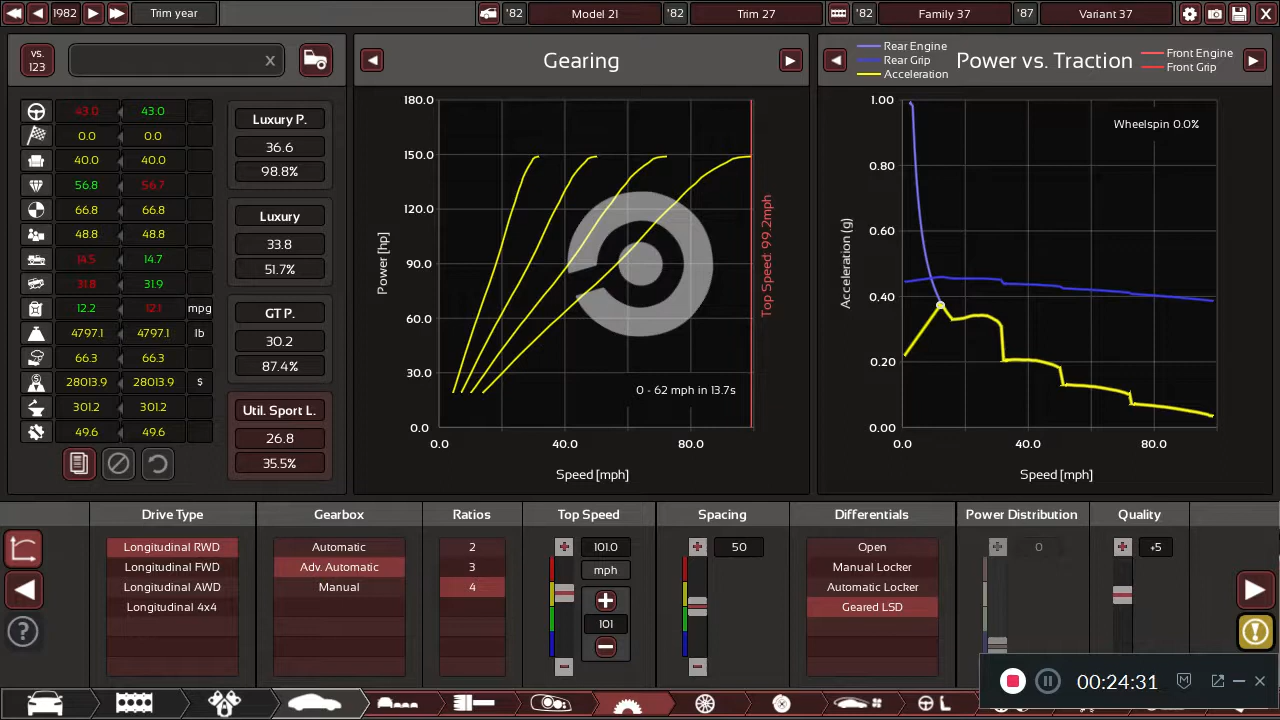 1982 Trim year '82 Model 21 '82 Trim 27 '82 Family 37 '87 Variant 37
vs. 123
x
43.0 43.0
0.0 0.0
40.0 40.0
56.8 56.7
66.8 66.8
48.8 48.8
14.5 14.7
31.8 31.9
12.2 12.1 mpg
4797.1 4797.1 lb
66.3 66.3
28013.9 28013.9 $
301.2 301.2
49.6 49.6
Luxury P.
36.6
98.8%
Luxury
33.8
51.7%
GT P.
30.2
87.4%
Util. Sport L.
26.8
35.5%
Gearing
180.0
150.0
120.0
90.0
60.0
30.0
0.0
Power [hp]
0.0 40.0 80.0
Speed [mph]
Top Speed: 99.2mph
0 - 62 mph in 13.7s
Rear Engine
Rear Grip
Acceleration
Power vs. Traction
Front Engine
Front Grip
Wheelspin 0.0%
1.00
0.80
0.60
0.40
0.20
0.00
Acceleration (g)
0.0 40.0 80.0
Speed [mph]
Drive Type
Longitudinal RWD
Longitudinal FWD
Longitudinal AWD
Longitudinal 4x4
Gearbox
Automatic
Adv. Automatic
Manual
Ratios
2
3
4
Top Speed
101.0
mph
101
Spacing
50
Differentials
Open
Manual Locker
Automatic Locker
Geared LSD
Power Distribution
0
Quality
+5
?
00:24:31